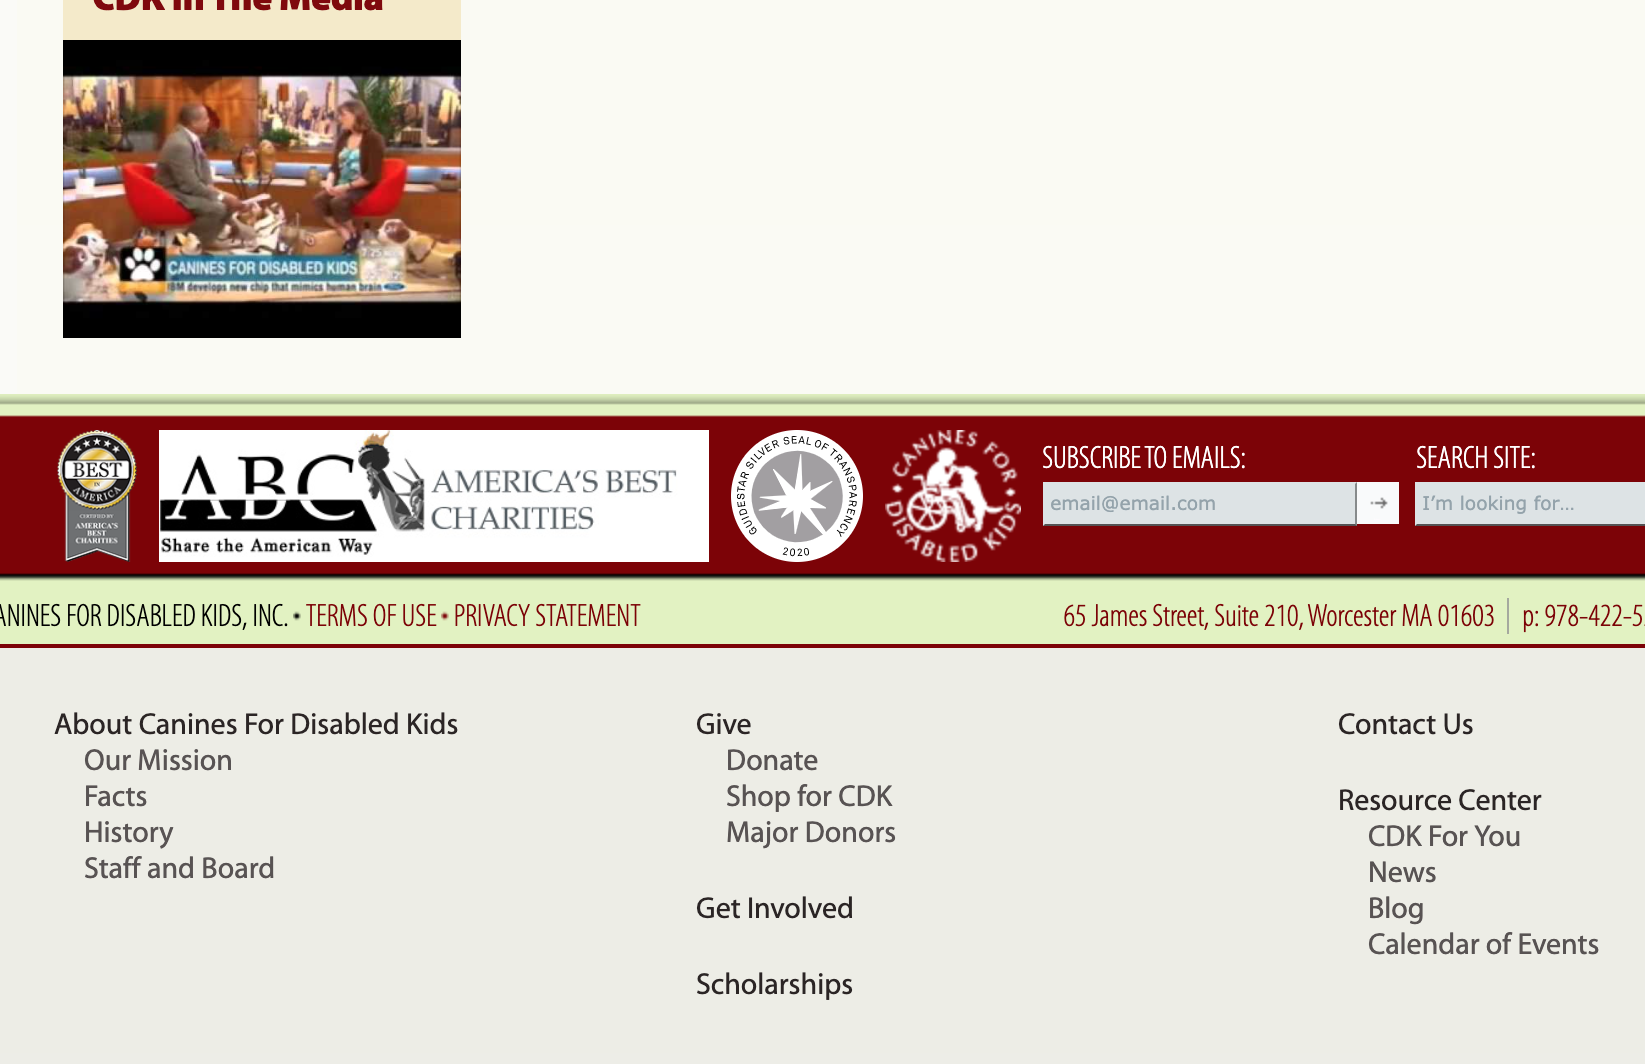 CDK In The Media
CANINES FOR DISABLED KIDS
IBM develops new chip that mimics human brain
BEST
IN
AMERICA
CERTIFIED BY
AMERICA'S
BEST
CHARITIES
ABC
AMERICA'S BEST
CHARITIES
Share the American Way
GUIDESTAR SILVER SEAL OF TRANSPARENCY
2020
CANINES FOR
DISABLED KIDS
SUBSCRIBE TO EMAILS:
email@email.com
SEARCH SITE:
I'm looking for...
ANINES FOR DISABLED KIDS, INC. • TERMS OF USE • PRIVACY STATEMENT
65 James Street, Suite 210, Worcester MA 01603 | p: 978-422-5
About Canines For Disabled Kids
Our Mission
Facts
History
Staff and Board
Give
Donate
Shop for CDK
Major Donors
Get Involved
Scholarships
Contact Us
Resource Center
CDK For You
News
Blog
Calendar of Events